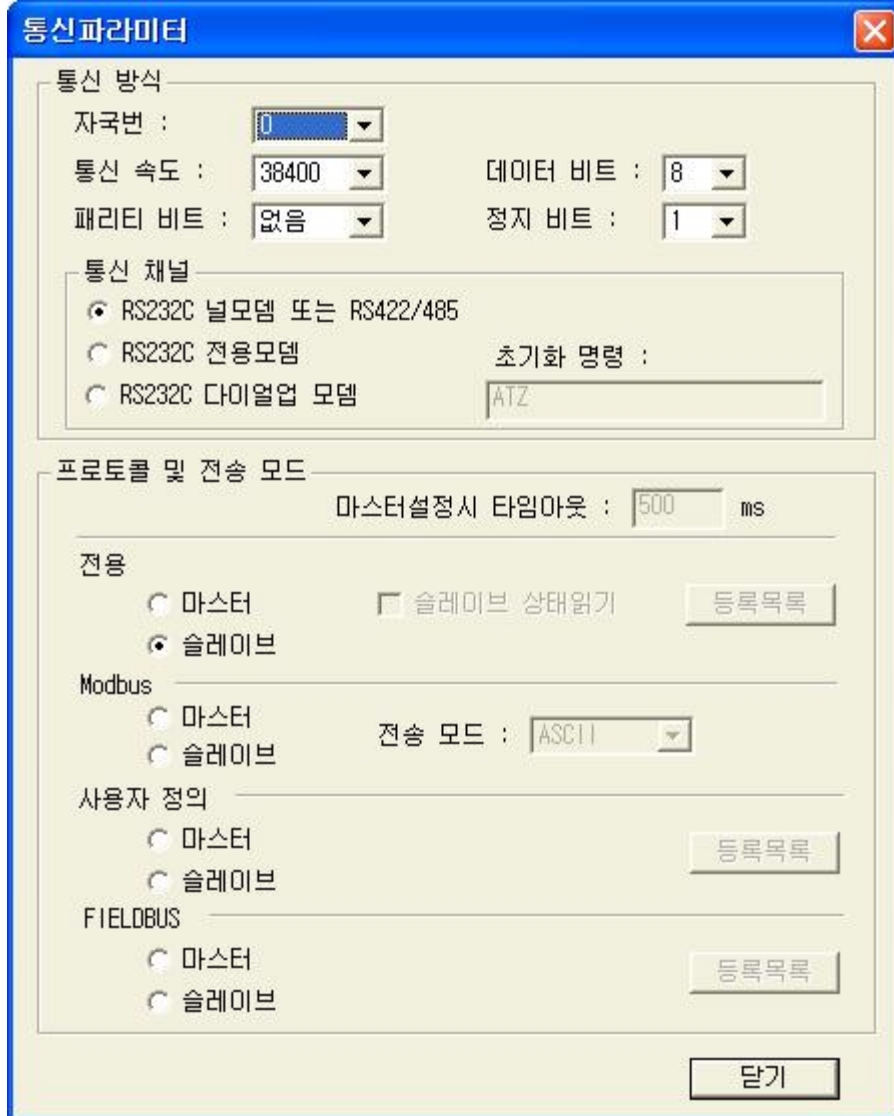 통신파라미터
통신 방식
자국번 : 0
통신 속도 : 38400 데이터 비트 : 8
패리티 비트 : 없음 정지 비트 : 1
통신 채널
RS232C 널모뎀 또는 RS422/485
RS232C 전용모뎀 초기화 명령 :
RS232C 다이얼업 모뎀 ATZ
프로토콜 및 전송 모드
마스터설정시 타임아웃 : 500 ms
전용
마스터 슬레이브 상태읽기 등록목록
슬레이브
Modbus
마스터
전송 모드 : ASCII
슬레이브
사용자 정의
마스터
등록목록
슬레이브
FIELDBUS
마스터
등록목록
슬레이브
닫기